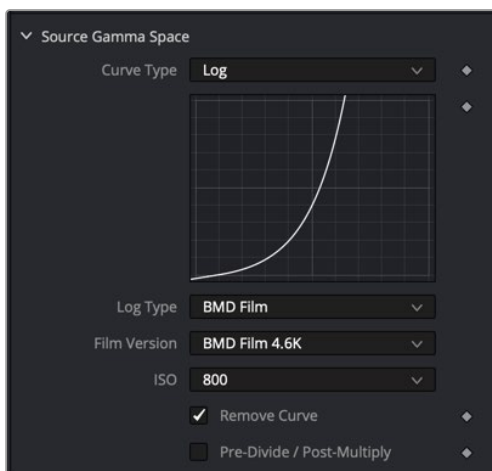 Source Gamma Space
Curve Type Log
Log Type BMD Film
Film Version BMD Film 4.6K
ISO 800
Remove Curve
Pre-Divide / Post-Multiply